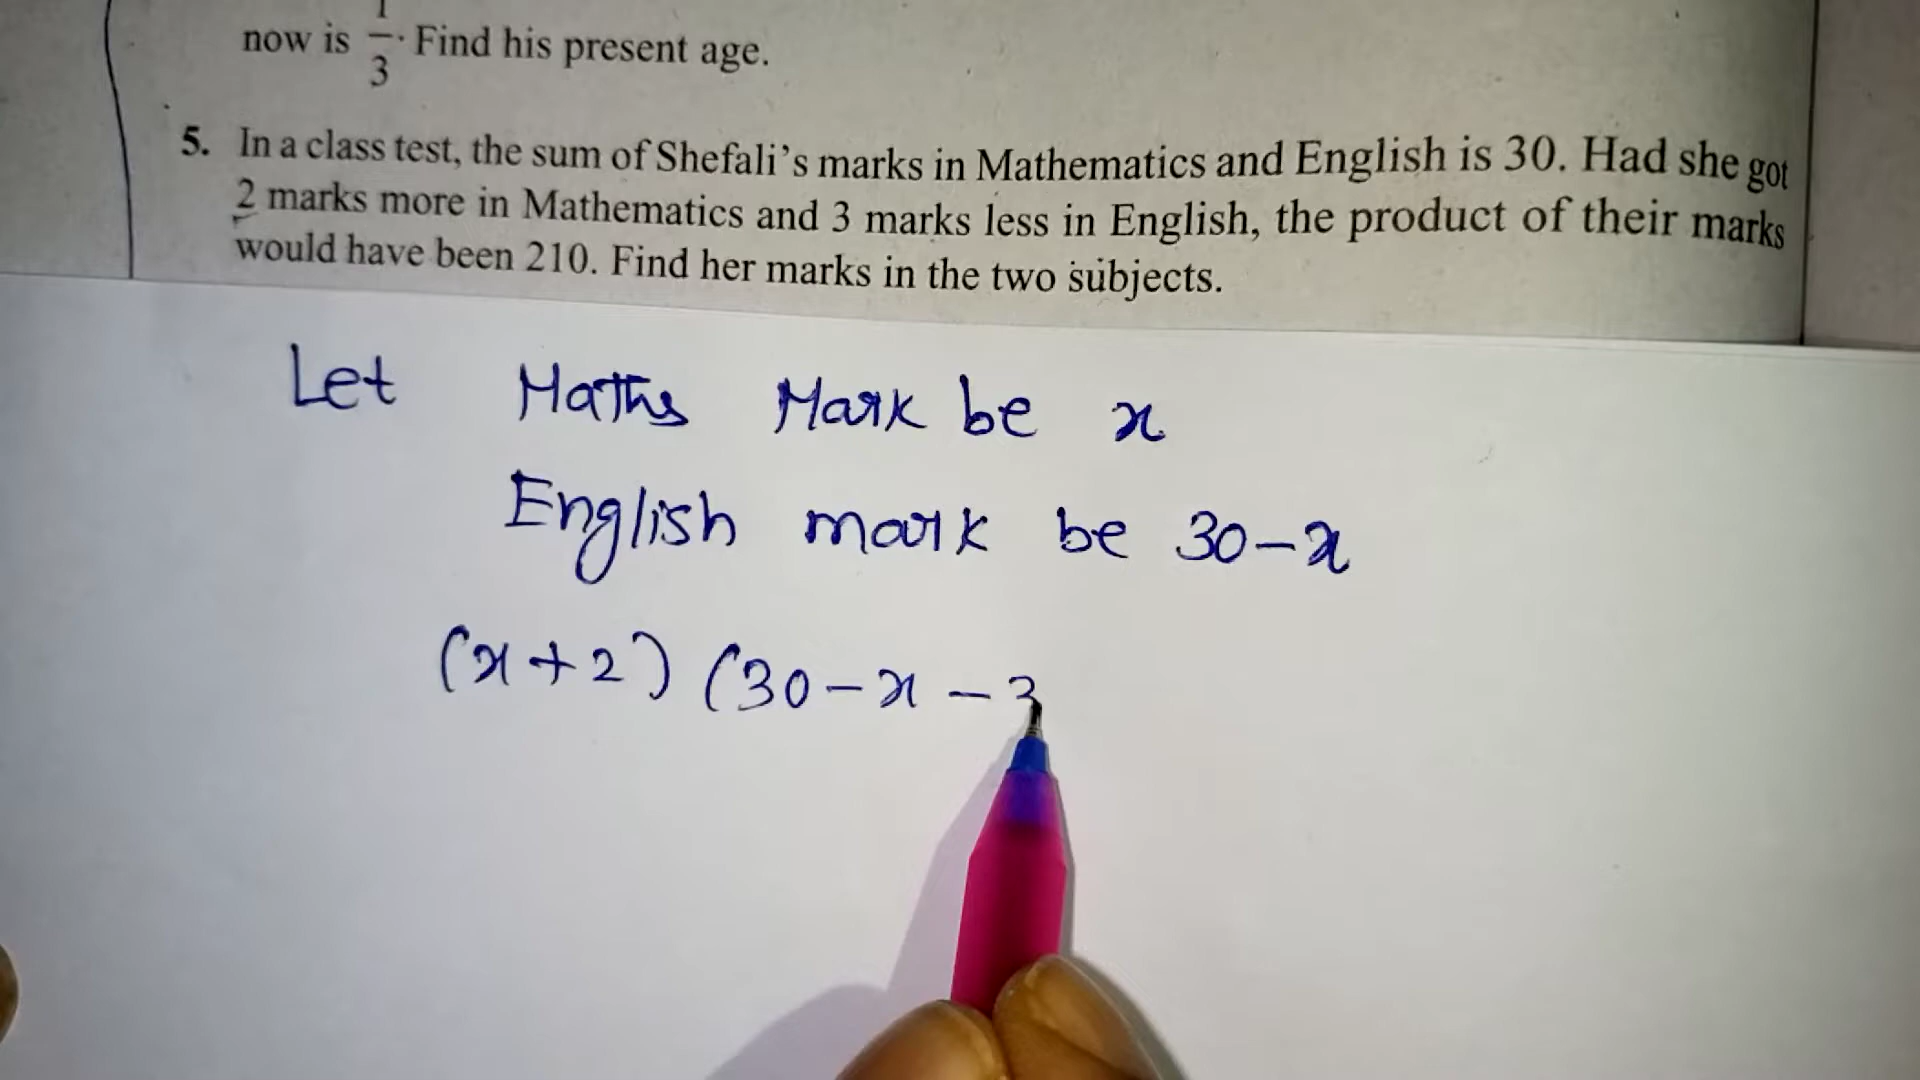 now is 1/3. Find his present age.
5. In a class test, the sum of Shefali's marks in Mathematics and English is 30. Had she got
2 marks more in Mathematics and 3 marks less in English, the product of their marks
would have been 210. Find her marks in the two subjects.
Let Maths Mark be x
English mark be 30-x
(x+2) (30-x-3